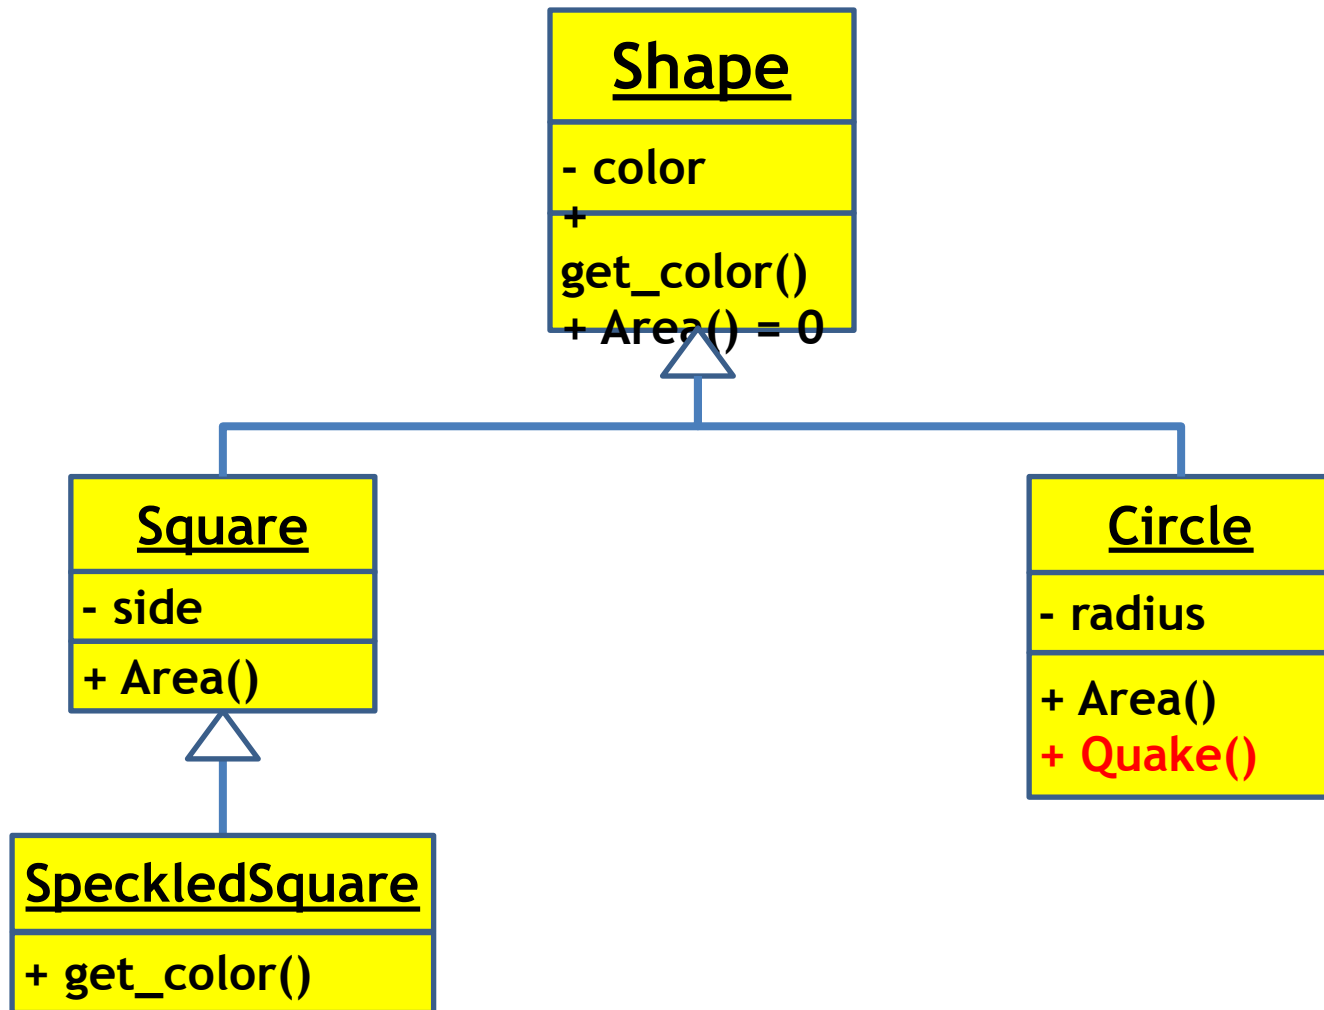 Shape
- color
+
get_color()
+ Area() = 0
Square
- side
+ Area()
Circle
- radius
+ Area()
+ Quake()
SpeckledSquare
+ get_color()